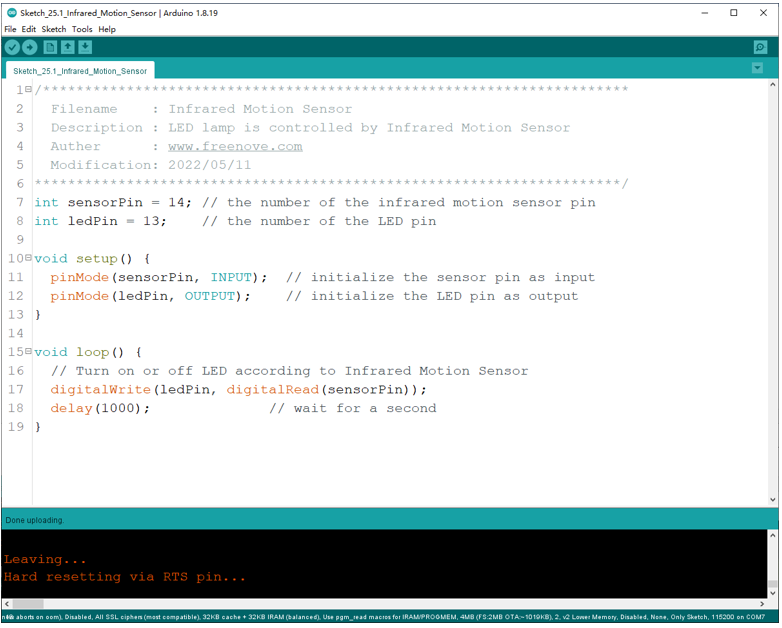 Sketch_25.1_Infrared_Motion_Sensor | Arduino 1.8.19
File Edit Sketch Tools Help
Sketch_25.1_Infrared_Motion_Sensor
1 /**********************************************************************
2 Filename    : Infrared Motion Sensor
3 Description : LED lamp is controlled by Infrared Motion Sensor
4 Auther      : www.freenove.com
5 Modification: 2022/05/11
6 **********************************************************************/
7 int sensorPin = 14; // the number of the infrared motion sensor pin
8 int ledPin = 13;    // the number of the LED pin
9
10 void setup() {
11 pinMode(sensorPin, INPUT);  // initialize the sensor pin as input
12 pinMode(ledPin, OUTPUT);    // initialize the LED pin as output
13 }
14
15 void loop() {
16 // Turn on or off LED according to Infrared Motion Sensor
17 digitalWrite(ledPin, digitalRead(sensorPin));
18 delay(1000);              // wait for a second
19 }
Done uploading.
Leaving...
Hard resetting via RTS pin...
aborts on oom), Disabled, All SSL ciphers (most compatible), 32KB cache + 32KB IRAM (balanced), Use pgm_read macros for IRAM/PROGMEM, 4MB (FS:2MB OTA:~1019KB), 2, v2 Lower Memory, Disabled, None, Only Sketch, 115200 on COM7